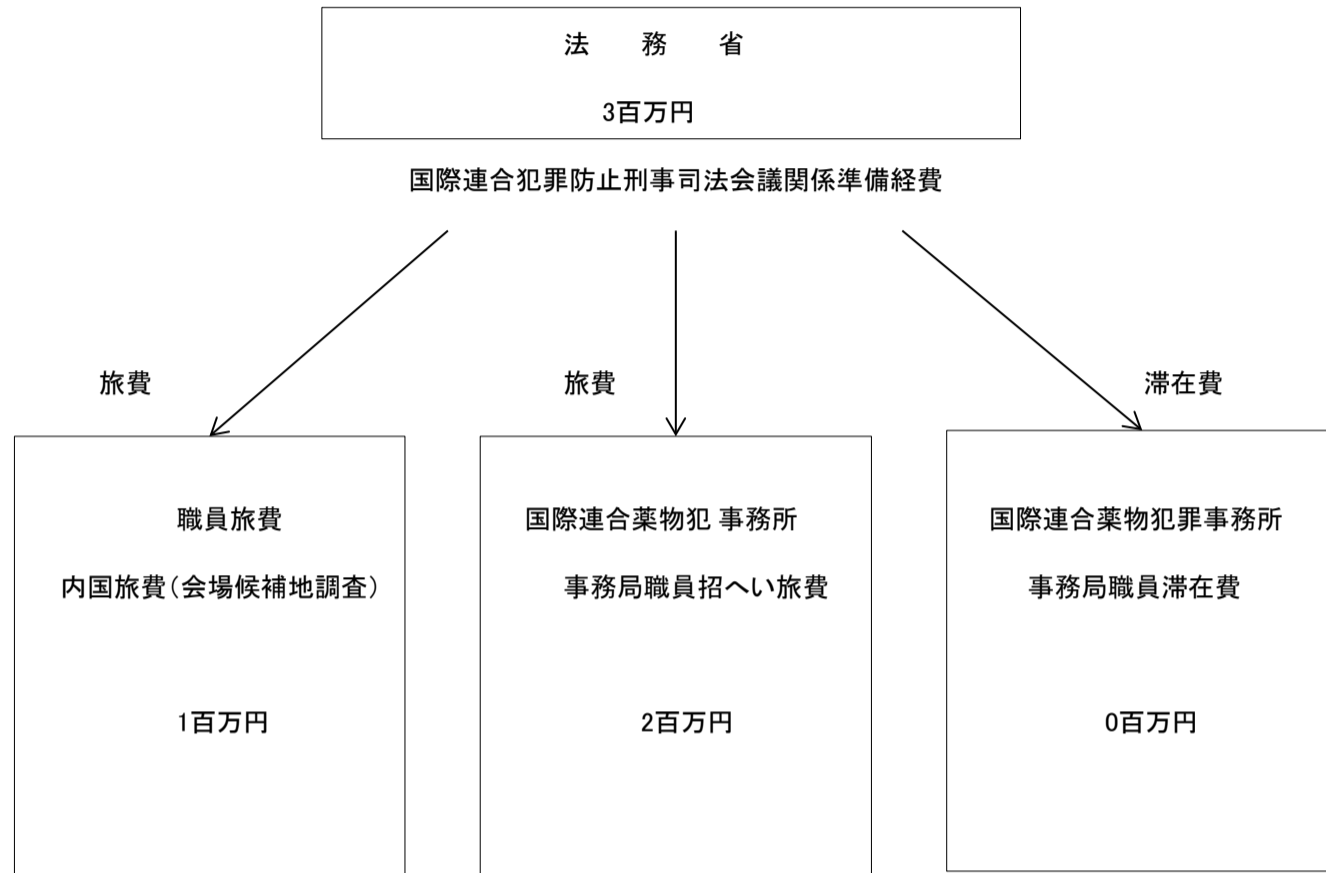 法　務　省
3百万円
国際連合犯罪防止刑事司法会議関係準備経費
旅費
旅費
滞在費
職員旅費
内国旅費（会場候補地調査）
1百万円
国際連合薬物犯 事務所
事務局職員招へい旅費
2百万円
国際連合薬物犯罪事務所
事務局職員滞在費
0百万円